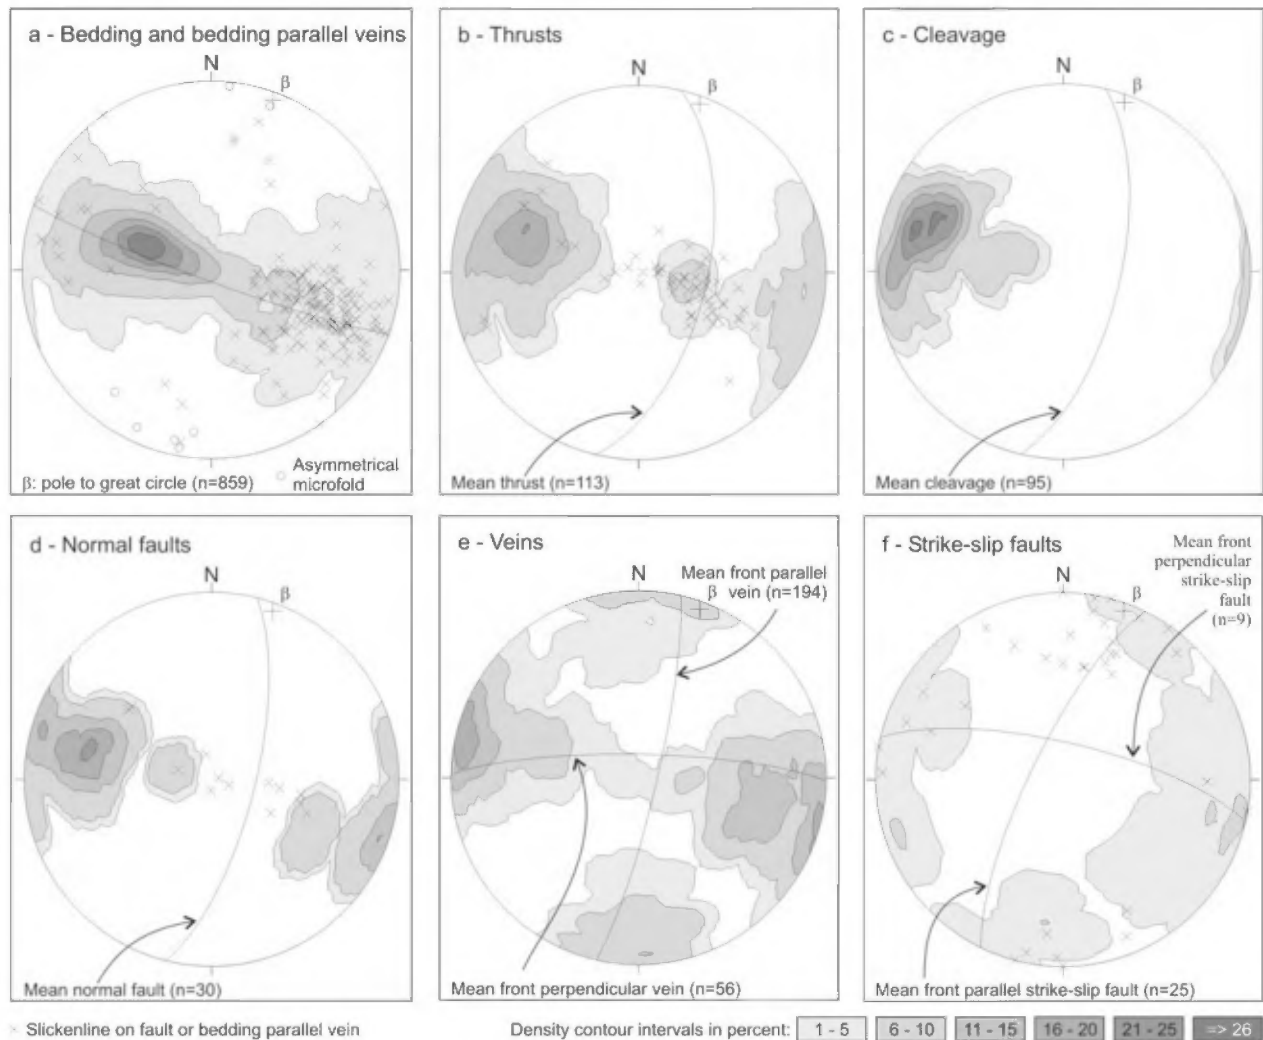 a - Bedding and bedding parallel veins
N
β
β: pole to great circle (n=859)
Asymmetrical
microfold
b - Thrusts
N
β
Mean thrust (n=113)
c - Cleavage
N
β
Mean cleavage (n=95)
d - Normal faults
N
β
Mean normal fault (n=30)
e - Veins
N
Mean front parallel
β vein (n=194)
Mean front perpendicular vein (n=56)
f - Strike-slip faults
N
β
Mean front
perpendicular
strike-slip
fault
(n=9)
Mean front parallel strike-slip fault (n=25)
Slickenline on fault or bedding parallel vein
Density contour intervals in percent: 1 - 5 6 - 10 11 - 15 16 - 20 21 - 25 => 26